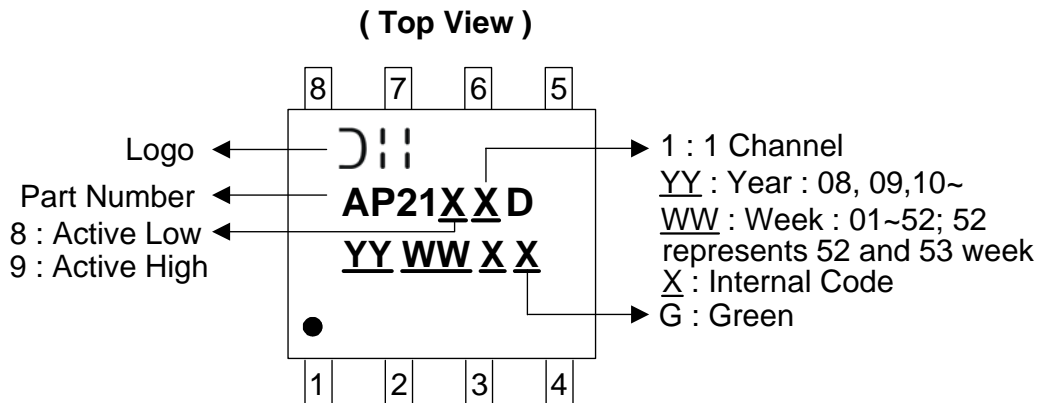 ( Top View )
8 7 6 5
Logo
Part Number
8 : Active Low
9 : Active High
AP21XXD
YY WW X X
1 : 1 Channel
YY : Year : 08, 09,10~
WW : Week : 01~52; 52
represents 52 and 53 week
X : Internal Code
G : Green
1 2 3 4